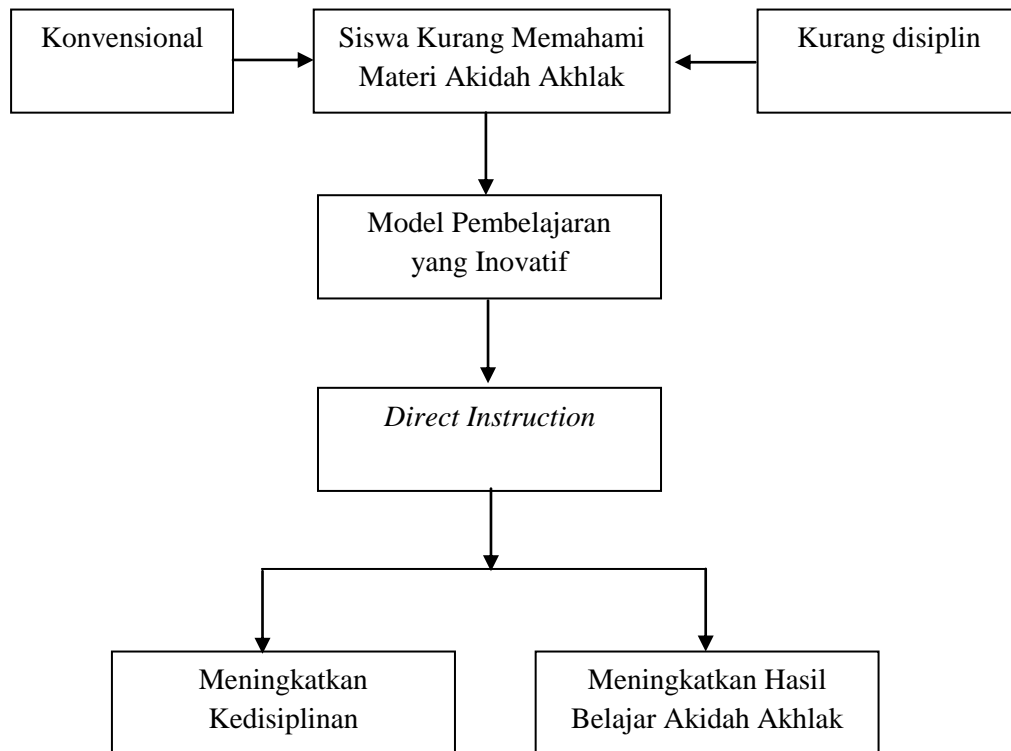 Konvensional
Siswa Kurang Memahami
Materi Akidah Akhlak
Kurang disiplin
Model Pembelajaran
yang Inovatif
Direct Instruction
Meningkatkan
Kedisiplinan
Meningkatkan Hasil
Belajar Akidah Akhlak